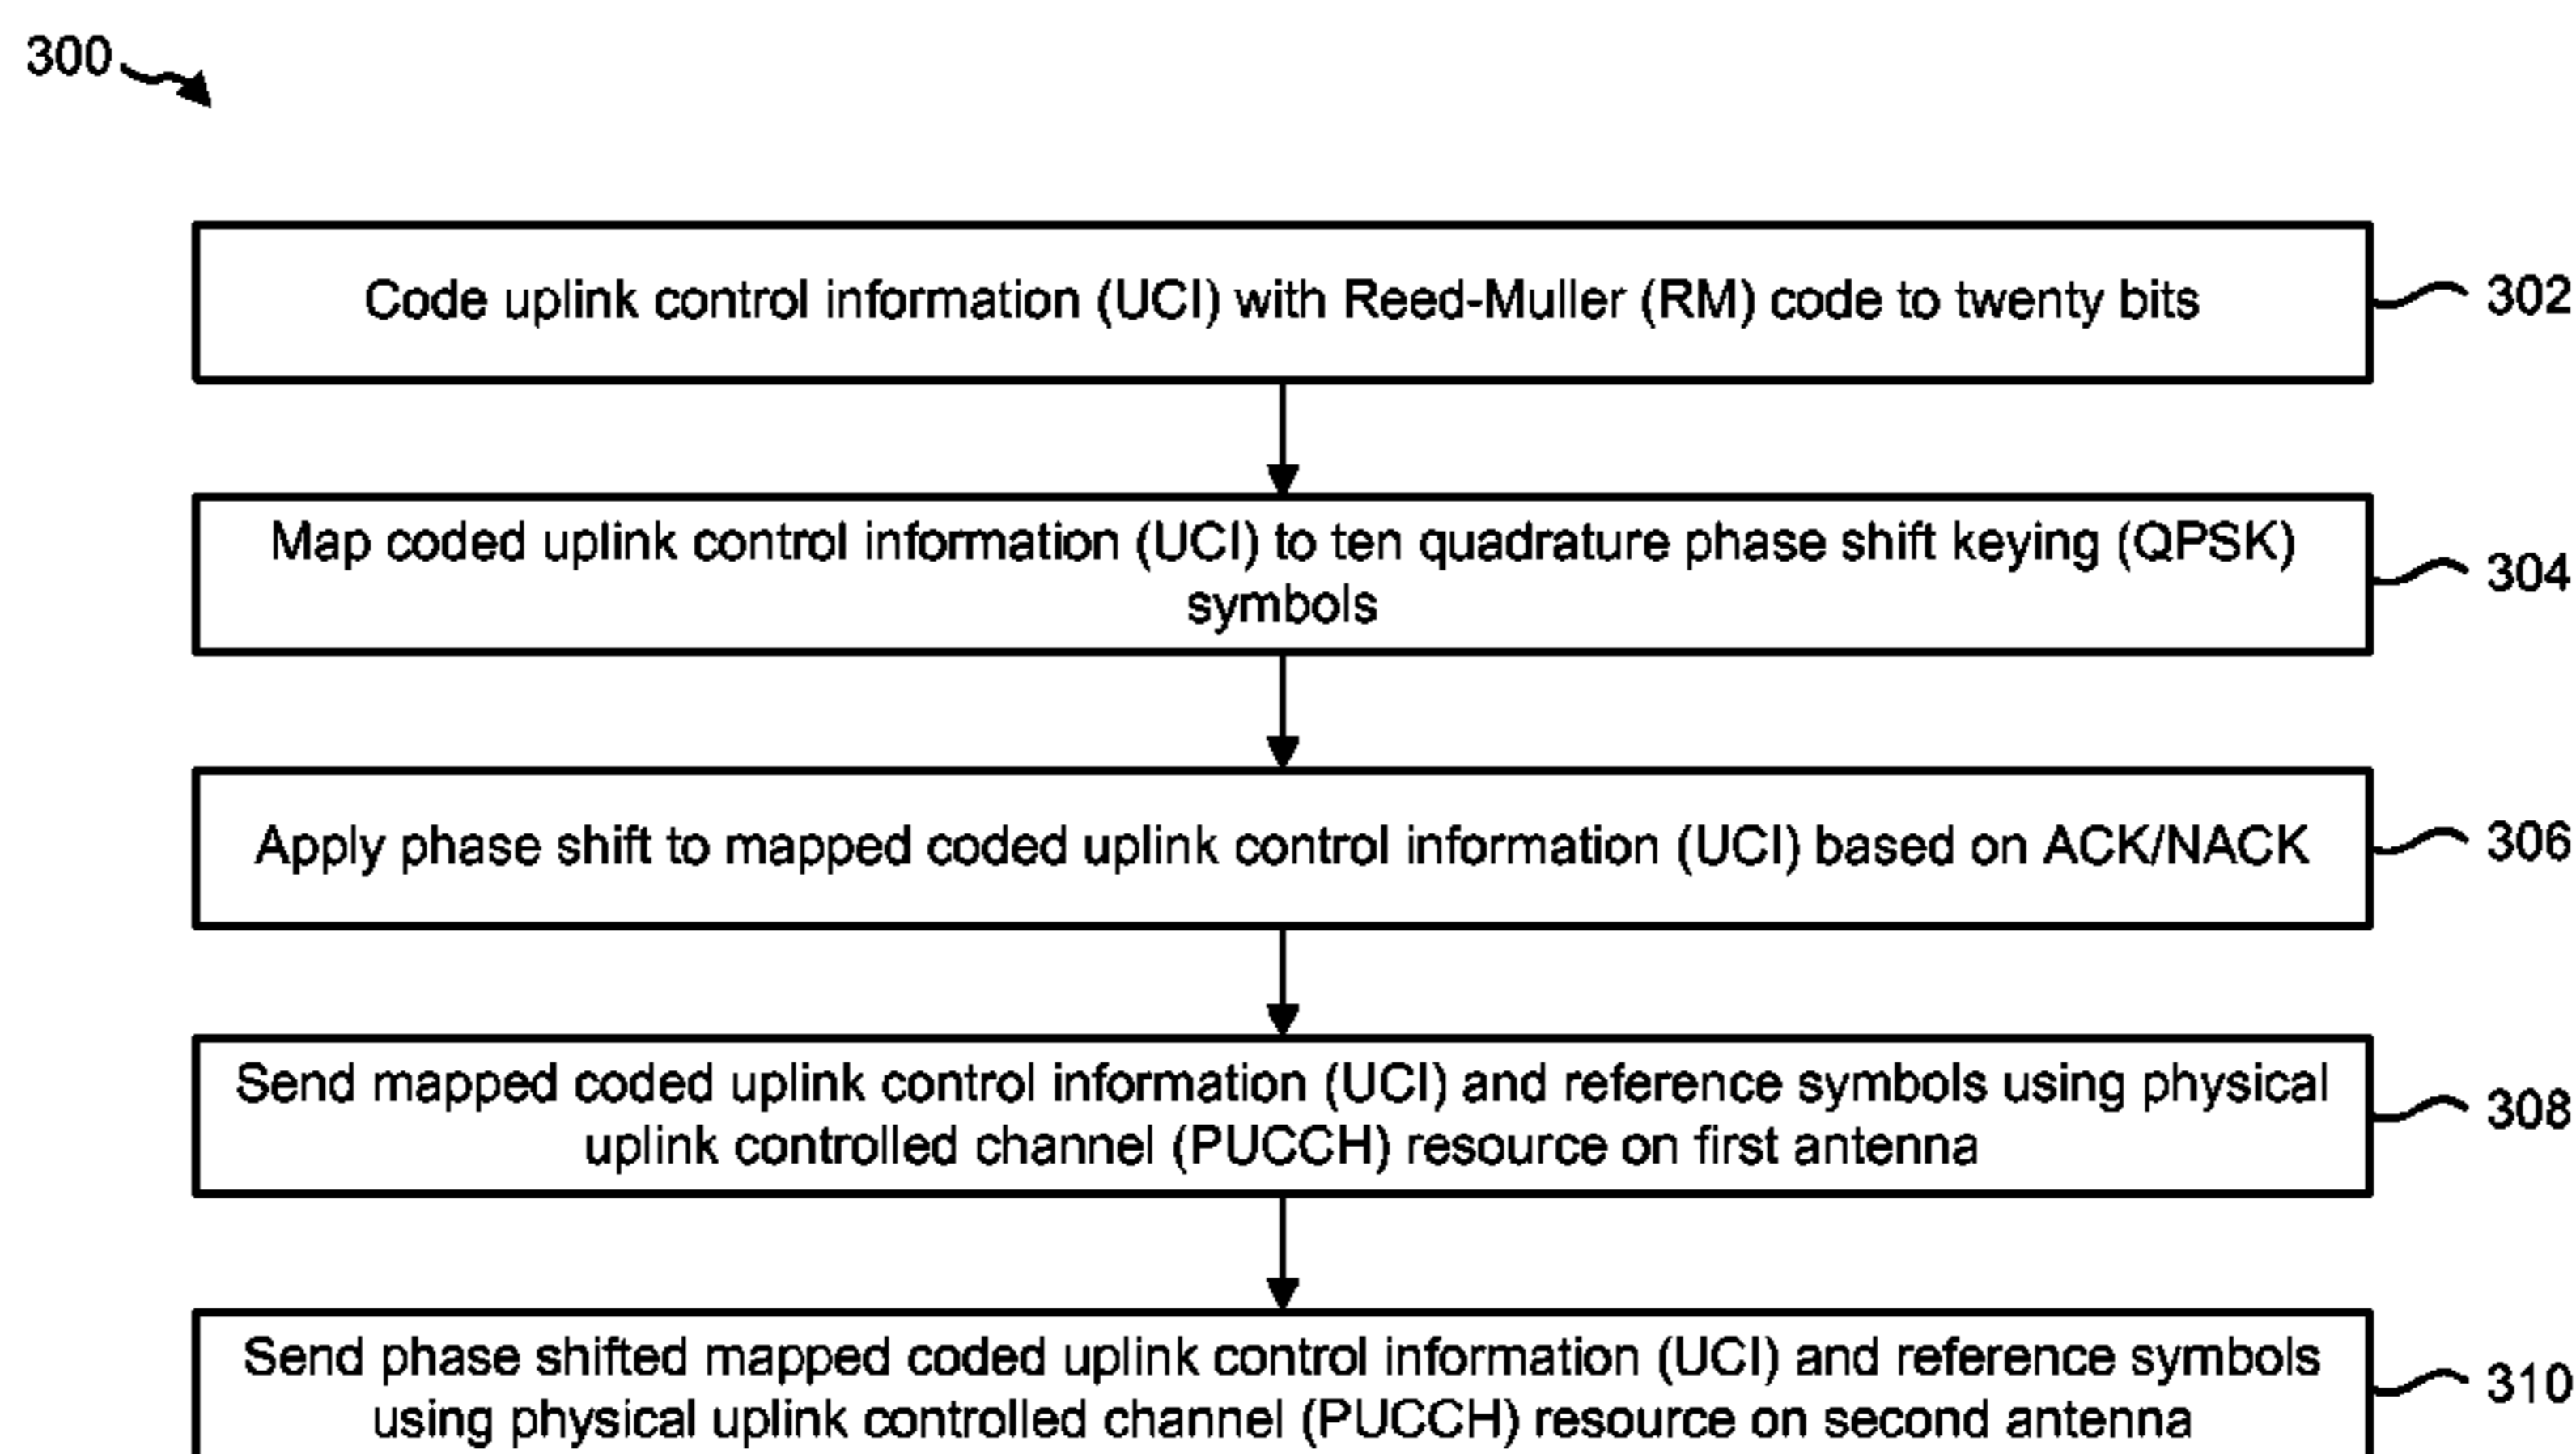 300
Code uplink control information (UCI) with Reed-Muller (RM) code to twenty bits
302
Map coded uplink control information (UCI) to ten quadrature phase shift keying (QPSK)
symbols
304
Apply phase shift to mapped coded uplink control information (UCI) based on ACK/NACK
306
Send mapped coded uplink control information (UCI) and reference symbols using physical
uplink controlled channel (PUCCH) resource on first antenna
308
Send phase shifted mapped coded uplink control information (UCI) and reference symbols
using physical uplink controlled channel (PUCCH) resource on second antenna
310